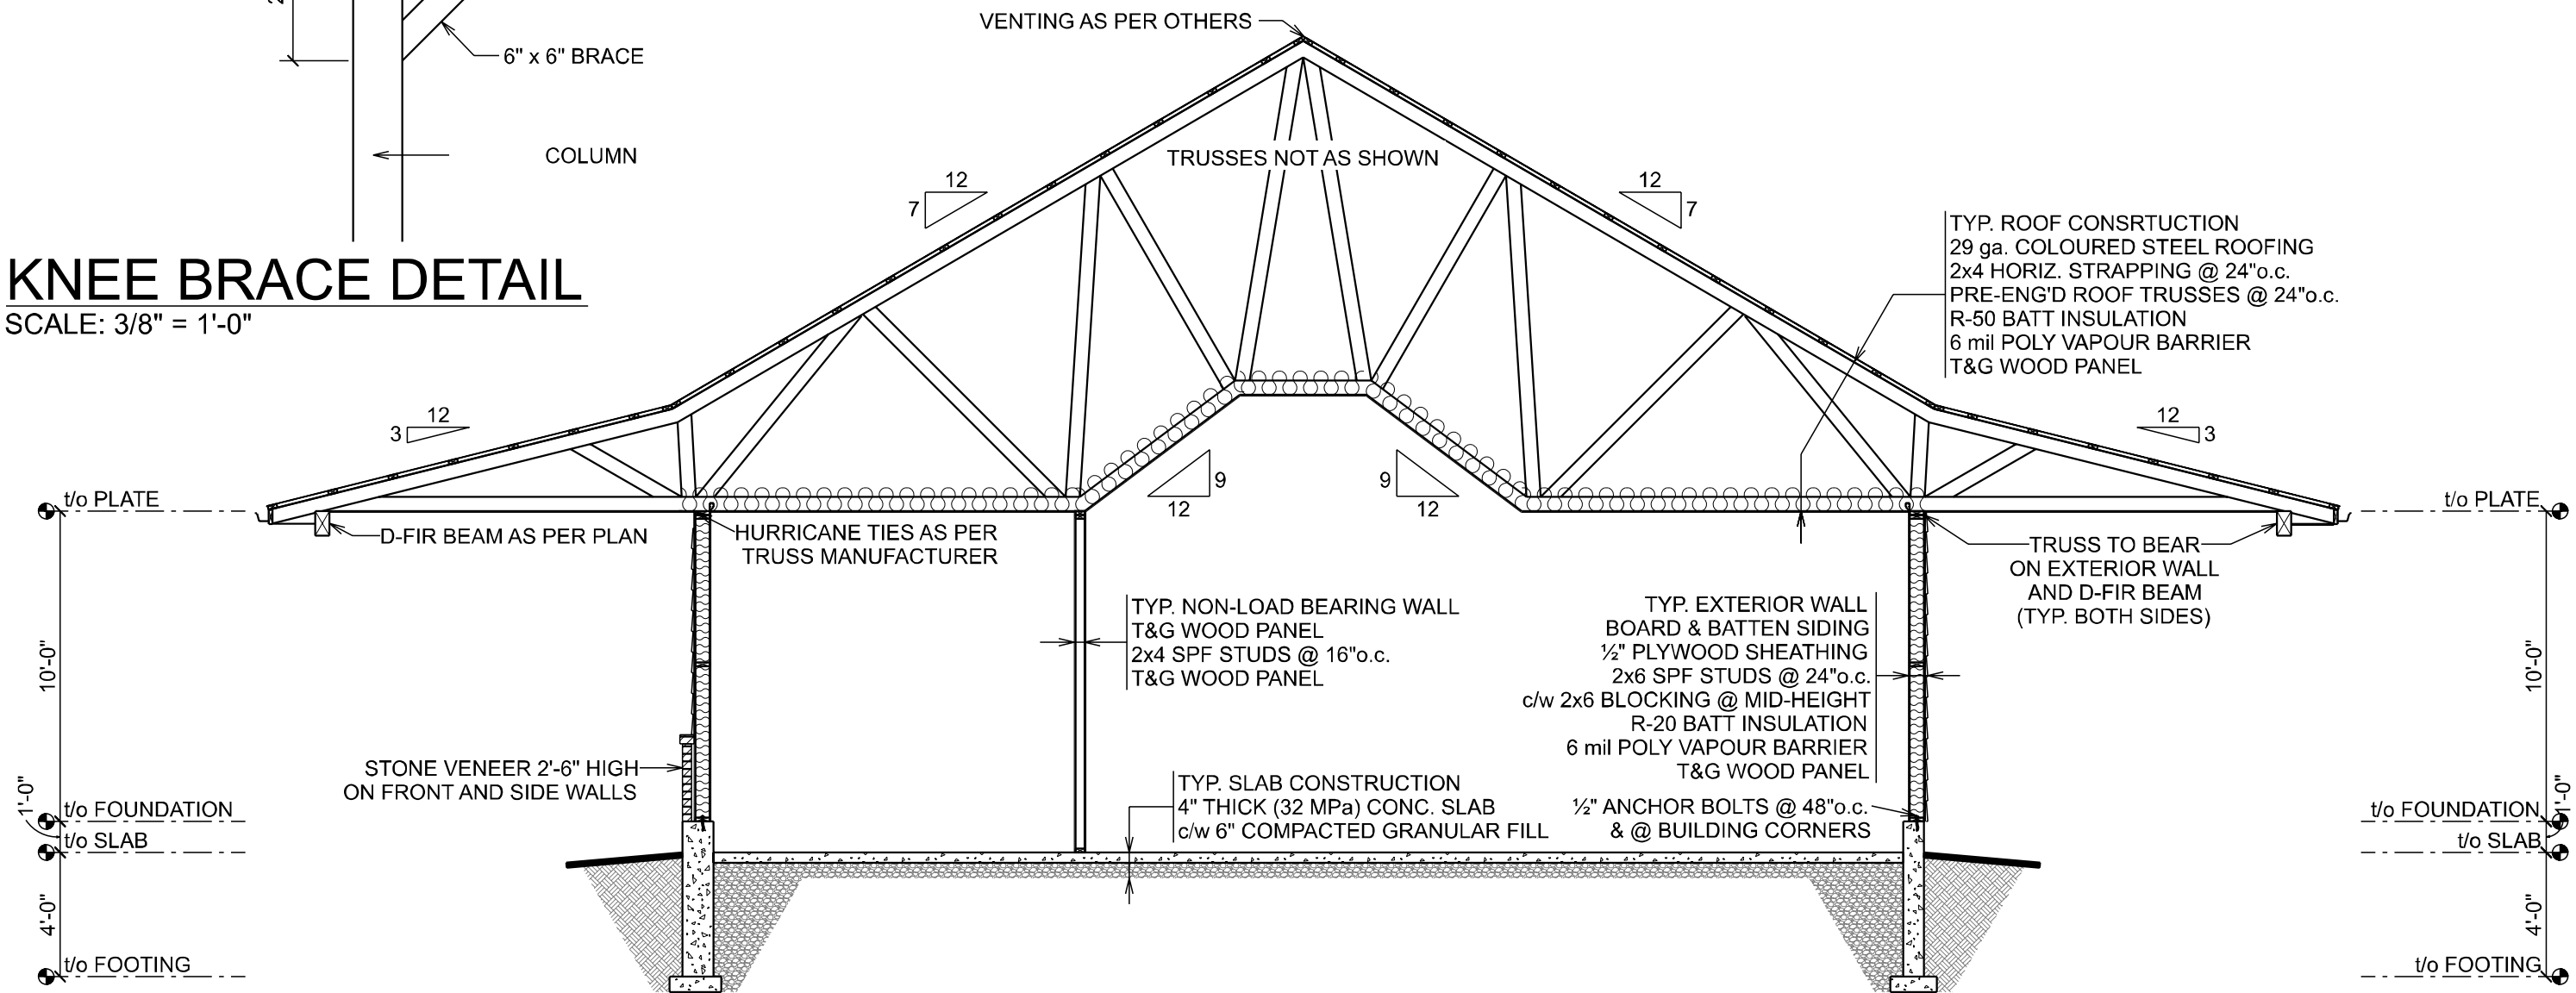 VENTING AS PER OTHERS
6" x 6" BRACE
COLUMN
KNEE BRACE DETAIL
SCALE: 3/8" = 1'-0"
TRUSSES NOT AS SHOWN
12
7
12
7
TYP. ROOF CONSRTUCTION
29 ga. COLOURED STEEL ROOFING
2x4 HORIZ. STRAPPING @ 24"o.c.
PRE-ENG'D ROOF TRUSSES @ 24"o.c.
R-50 BATT INSULATION
6 mil POLY VAPOUR BARRIER
T&G WOOD PANEL
12
3
12
3
9
12
9
12
t/o PLATE
t/o PLATE
D-FIR BEAM AS PER PLAN
HURRICANE TIES AS PER
TRUSS MANUFACTURER
TRUSS TO BEAR
ON EXTERIOR WALL
AND D-FIR BEAM
(TYP. BOTH SIDES)
TYP. NON-LOAD BEARING WALL
T&G WOOD PANEL
2x4 SPF STUDS @ 16"o.c.
T&G WOOD PANEL
TYP. EXTERIOR WALL
BOARD & BATTEN SIDING
½" PLYWOOD SHEATHING
2x6 SPF STUDS @ 24"o.c.
c/w 2x6 BLOCKING @ MID-HEIGHT
R-20 BATT INSULATION
6 mil POLY VAPOUR BARRIER
T&G WOOD PANEL
10'-0"
10'-0"
STONE VENEER 2'-6" HIGH
ON FRONT AND SIDE WALLS
TYP. SLAB CONSTRUCTION
4" THICK (32 MPa) CONC. SLAB
c/w 6" COMPACTED GRANULAR FILL
½" ANCHOR BOLTS @ 48"o.c.
& @ BUILDING CORNERS
1'-0"
t/o FOUNDATION
t/o SLAB
t/o FOUNDATION
1'-0"
t/o SLAB
4'-0"
4'-0"
t/o FOOTING
t/o FOOTING